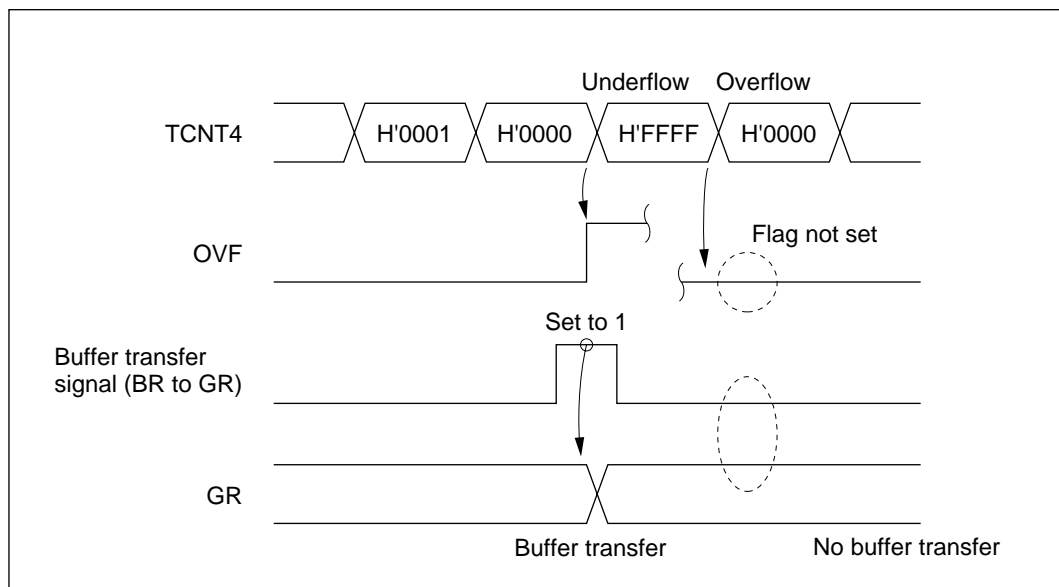 Underflow Overflow
TCNT4 H'0001 H'0000 H'FFFF H'0000
OVF
Flag not set
Set to 1
Buffer transfer
signal (BR to GR)
GR
Buffer transfer No buffer transfer